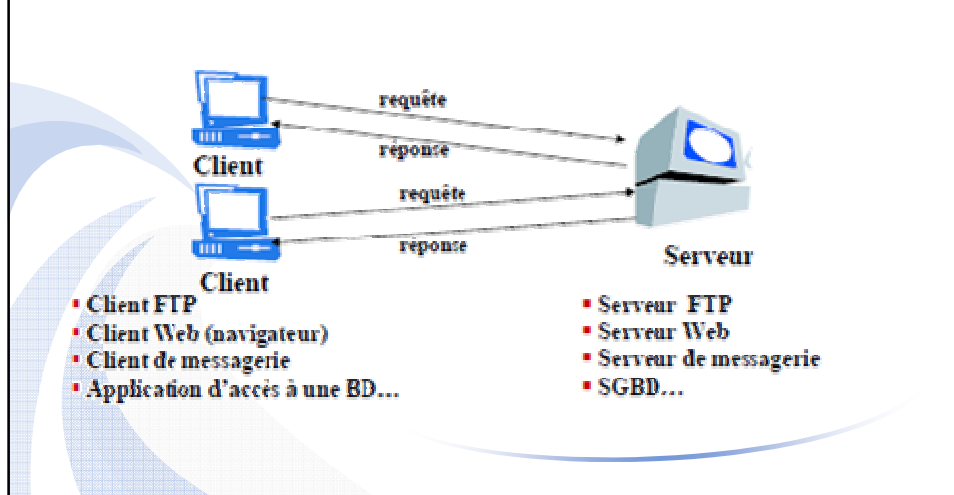 requête
réponse
Client
requête
réponse
Client
Serveur
▪ Client FTP
▪ Client Web (navigateur)
▪ Client de messagerie
▪ Application d'accès à une BD...
▪ Serveur FTP
▪ Serveur Web
▪ Serveur de messagerie
▪ SGBD...